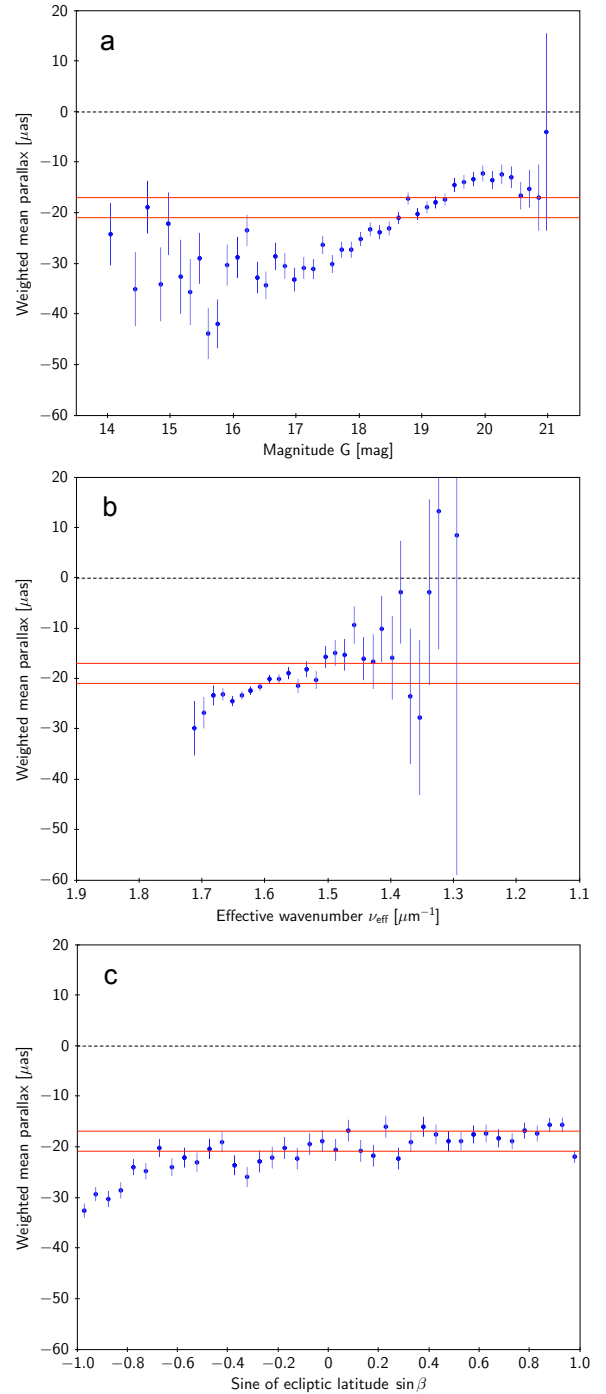 a
20
10
0
−10
−20
−30
−40
−50
−60
Weighted mean parallax [μas]
14 15 16 17 18 19 20 21
Magnitude G [mag]
b
20
10
0
−10
−20
−30
−40
−50
−60
Weighted mean parallax [μas]
1.9 1.8 1.7 1.6 1.5 1.4 1.3 1.2 1.1
Effective wavenumber νeff [μm−1]
c
20
10
0
−10
−20
−30
−40
−50
−60
Weighted mean parallax [μas]
−1.0 −0.8 −0.6 −0.4 −0.2 0 0.2 0.4 0.6 0.8 1.0
Sine of ecliptic latitude sin β